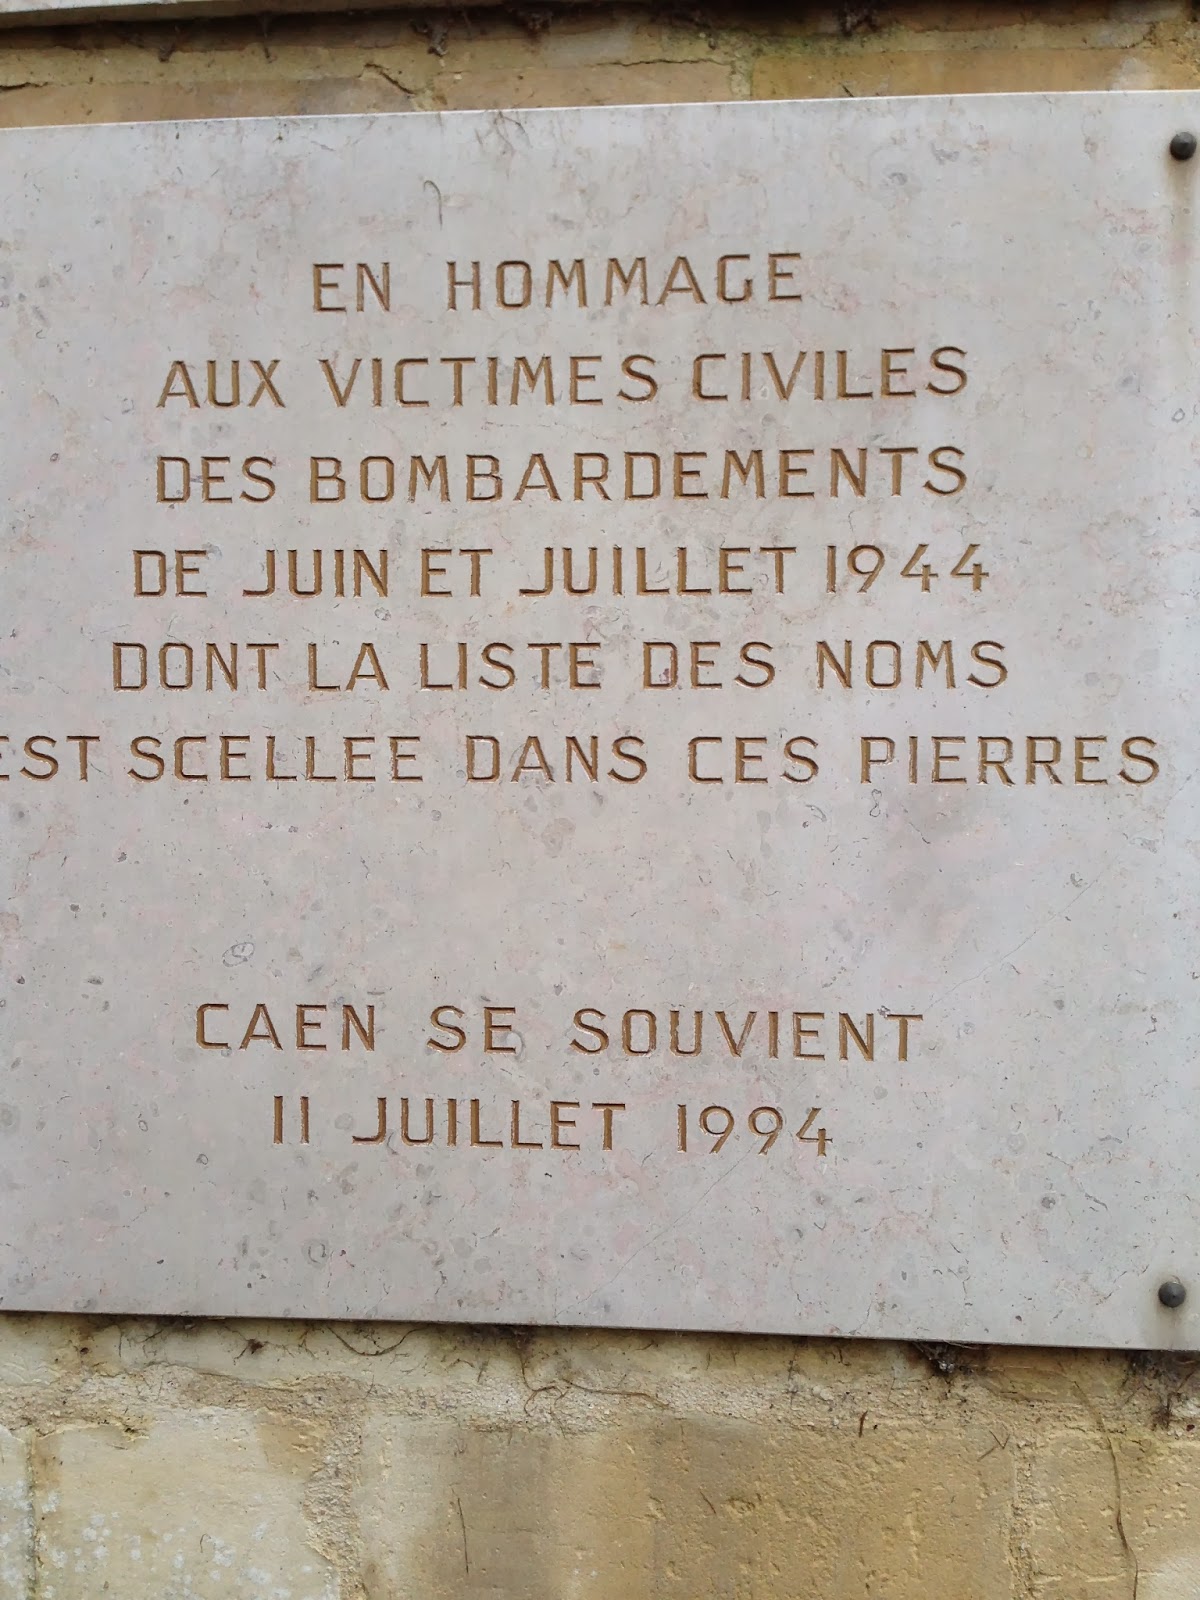 EN HOMMAGE
AUX VICTIMES CIVILES
DES BOMBARDEMENTS
DE JUIN ET JUILLET 1944
DONT LA LISTE DES NOMS
EST SCELLEE DANS CES PIERRES
CAEN SE SOUVIENT
11 JUILLET 1994